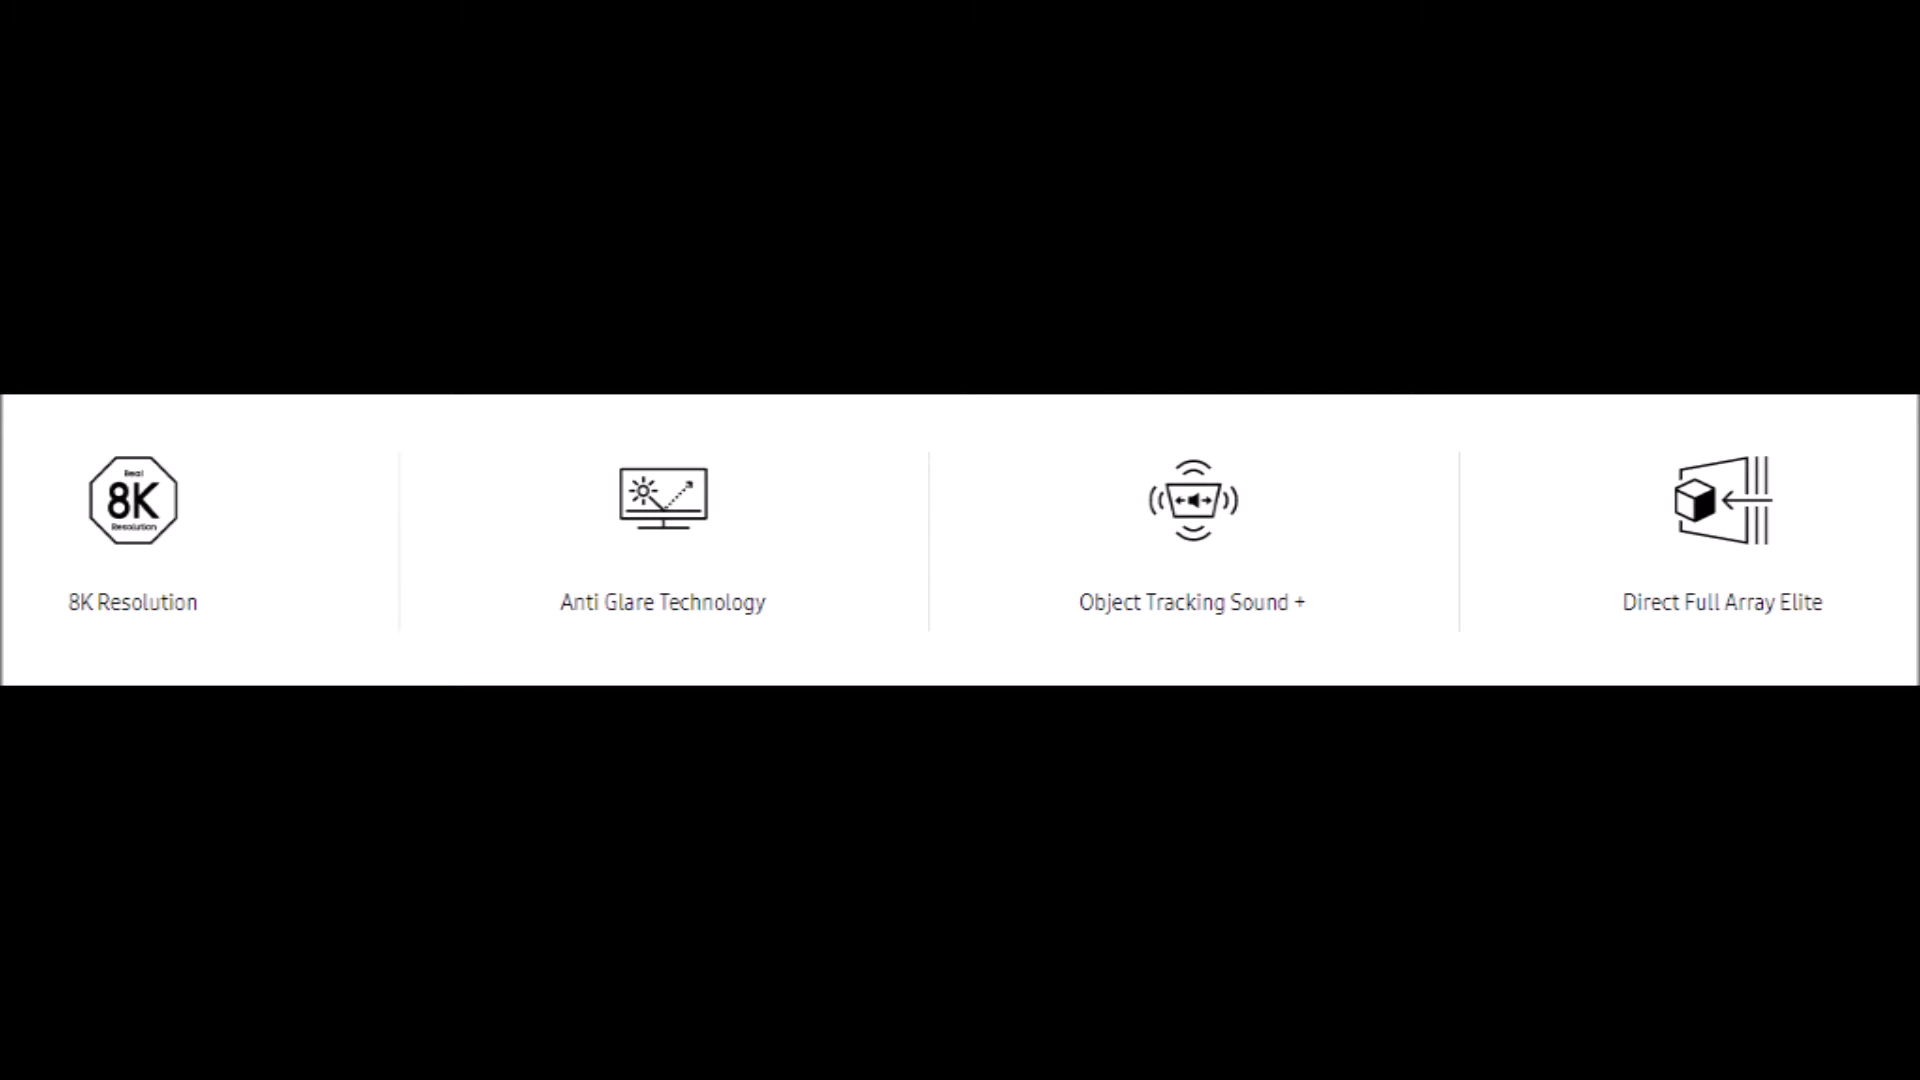 Real
8K
Resolution
8K Resolution
Anti Glare Technology
Object Tracking Sound +
Direct Full Array Elite